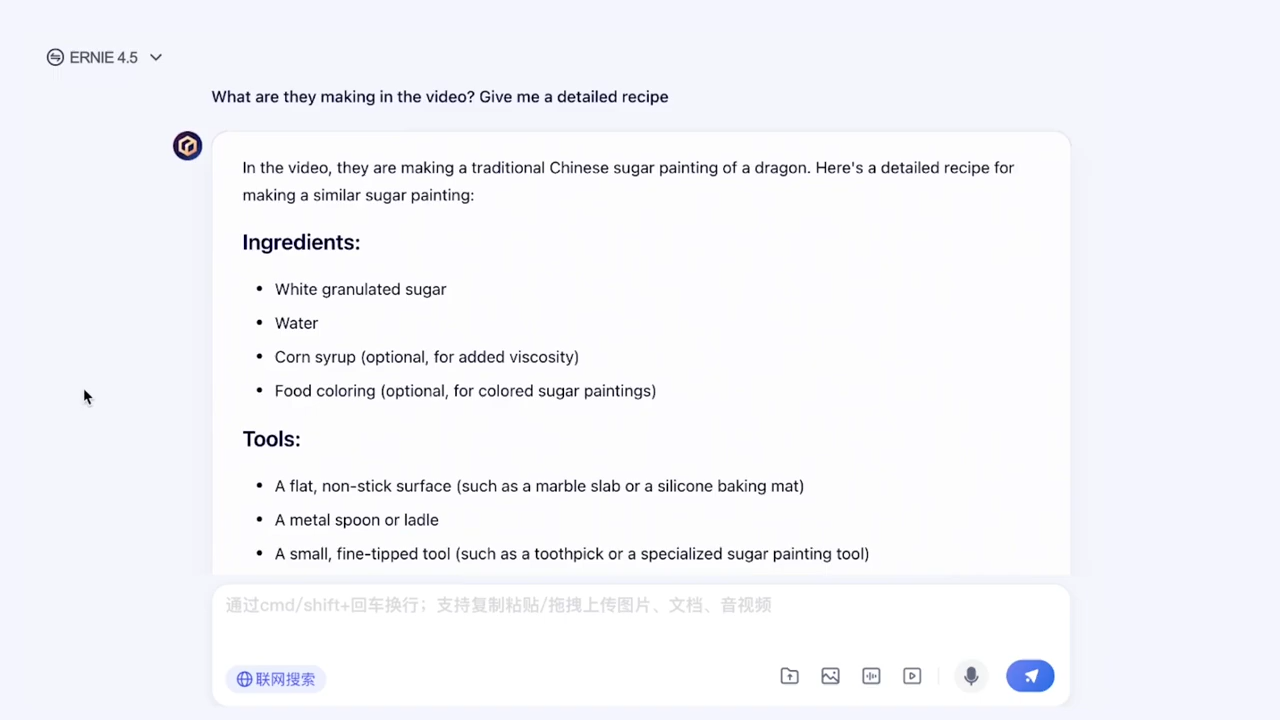 ERNIE 4.5
What are they making in the video? Give me a detailed recipe
In the video, they are making a traditional Chinese sugar painting of a dragon. Here's a detailed recipe for
making a similar sugar painting:
Ingredients:
• White granulated sugar
• Water
• Corn syrup (optional, for added viscosity)
• Food coloring (optional, for colored sugar paintings)
Tools:
• A flat, non-stick surface (such as a marble slab or a silicone baking mat)
• A metal spoon or ladle
• A small, fine-tipped tool (such as a toothpick or a specialized sugar painting tool)
通过cmd/shift+回车换行；支持复制粘贴/拖拽上传图片、文档、音视频
联网搜索